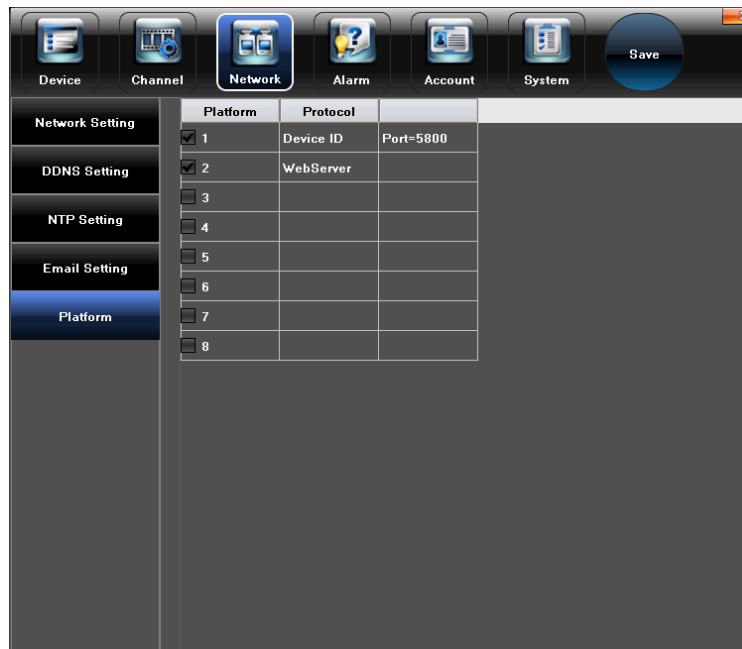 Device Channel Network Alarm Account System Save
Network Setting
DDNS Setting
NTP Setting
Email Setting
Platform
Platform Protocol
1 Device ID Port=5800
2 WebServer
3
4
5
6
7
8